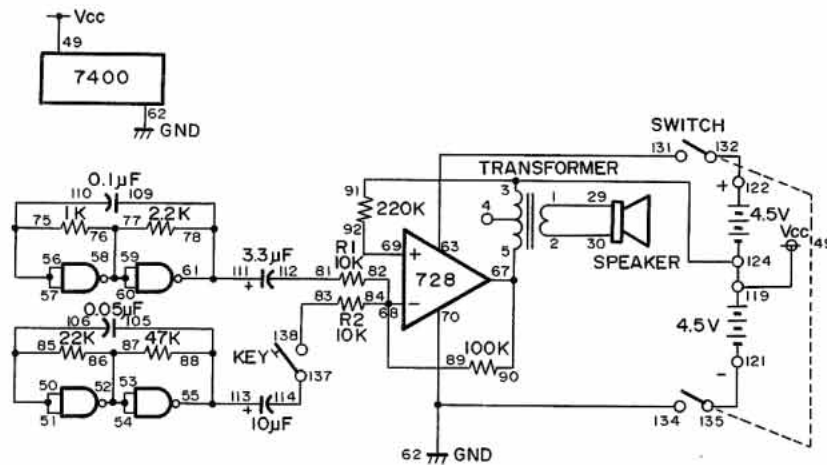 Vcc
49
7400
62
GND
0.1µF
110 109
75 1K 76 77 2.2K 78
56
57
58
59
60
61
3.3µF
111 + 112
0.05µF
106 105
85 22K 86 87 47K 88
50
51
52
53
54
55
113 + 114
10µF
KEY
138
137
R1
81 10K 82
83 84
R2
10K
68
91
220K
92
69
+
-
728
63
70
67
89 100K 90
TRANSFORMER
3
4
5
1
2
29
30
SPEAKER
SWITCH
131 132
+
122
4.5V
Vcc
49
124
119
4.5V
121
-
134 135
62 GND